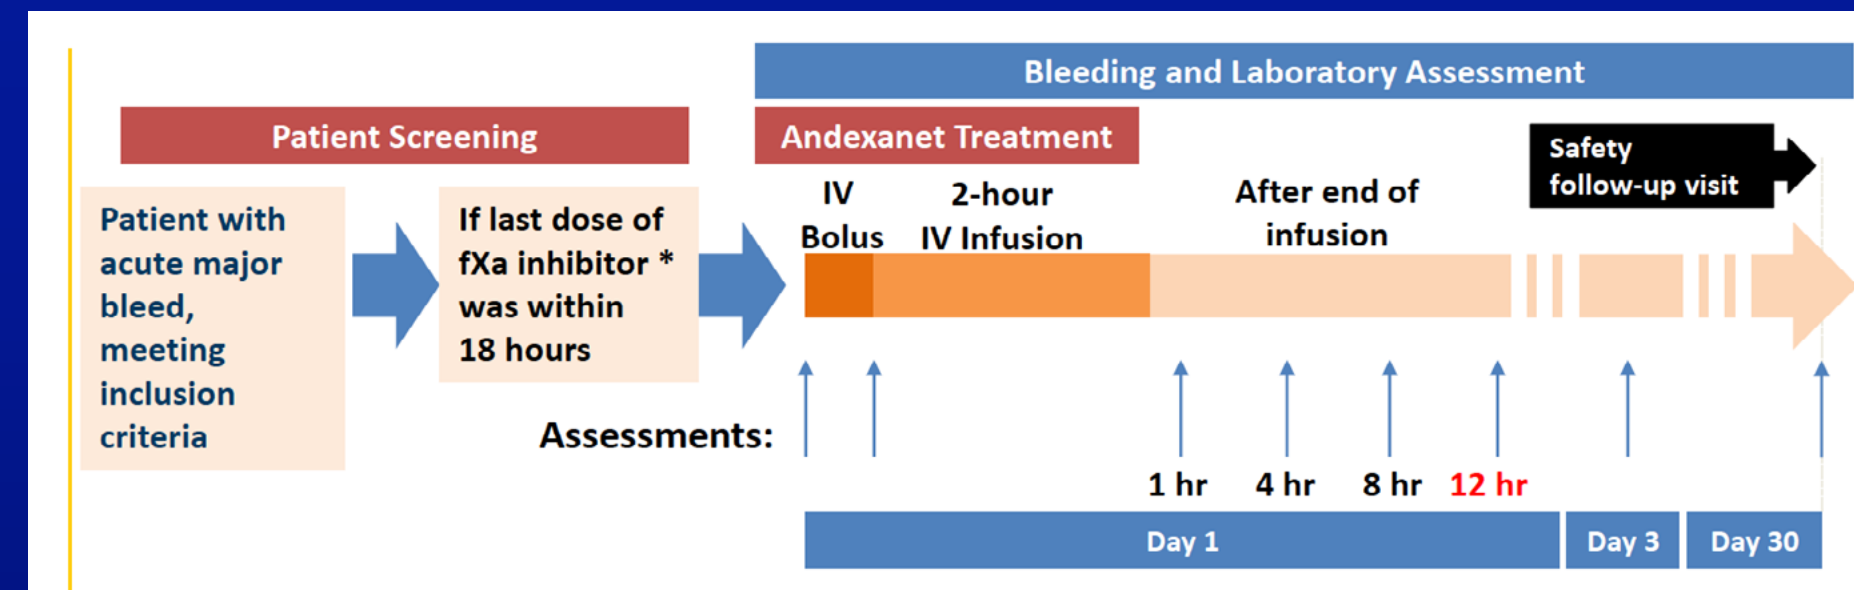 Bleeding and Laboratory Assessment
Patient Screening
Andexanet Treatment
Safety
follow-up visit
Patient with
acute major
bleed,
meeting
inclusion
criteria
If last dose of
fXa inhibitor *
was within
18 hours
IV
Bolus
2-hour
IV Infusion
After end of
infusion
Assessments:
1 hr 4 hr 8 hr 12 hr
Day 1 Day 3 Day 30